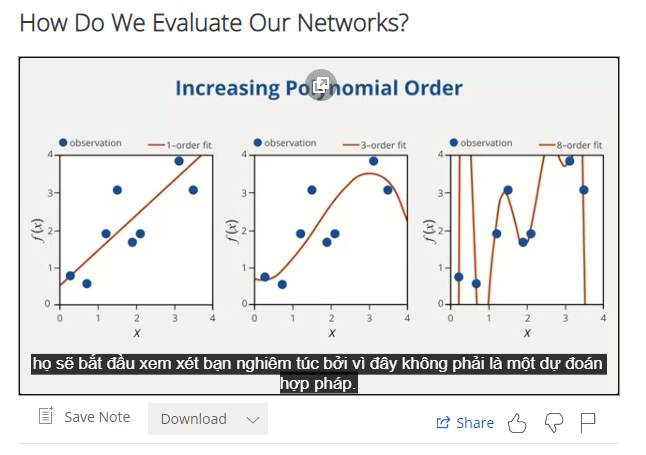 How Do We Evaluate Our Networks?
Increasing Polynomial Order
observation 1-order fit
observation 3-order fit
observation 8-order fit
4
3
2
1
0
f(x)
0 1 2 3 4
X
4
3
2
1
0
f(x)
0 1 2 3 4
X
4
3
2
1
0
f(x)
0 1 2 3 4
X
họ sẽ bắt đầu xem xét bạn nghiêm túc bởi vì đây không phải là một dự đoán
hợp pháp.
Save Note Download Share